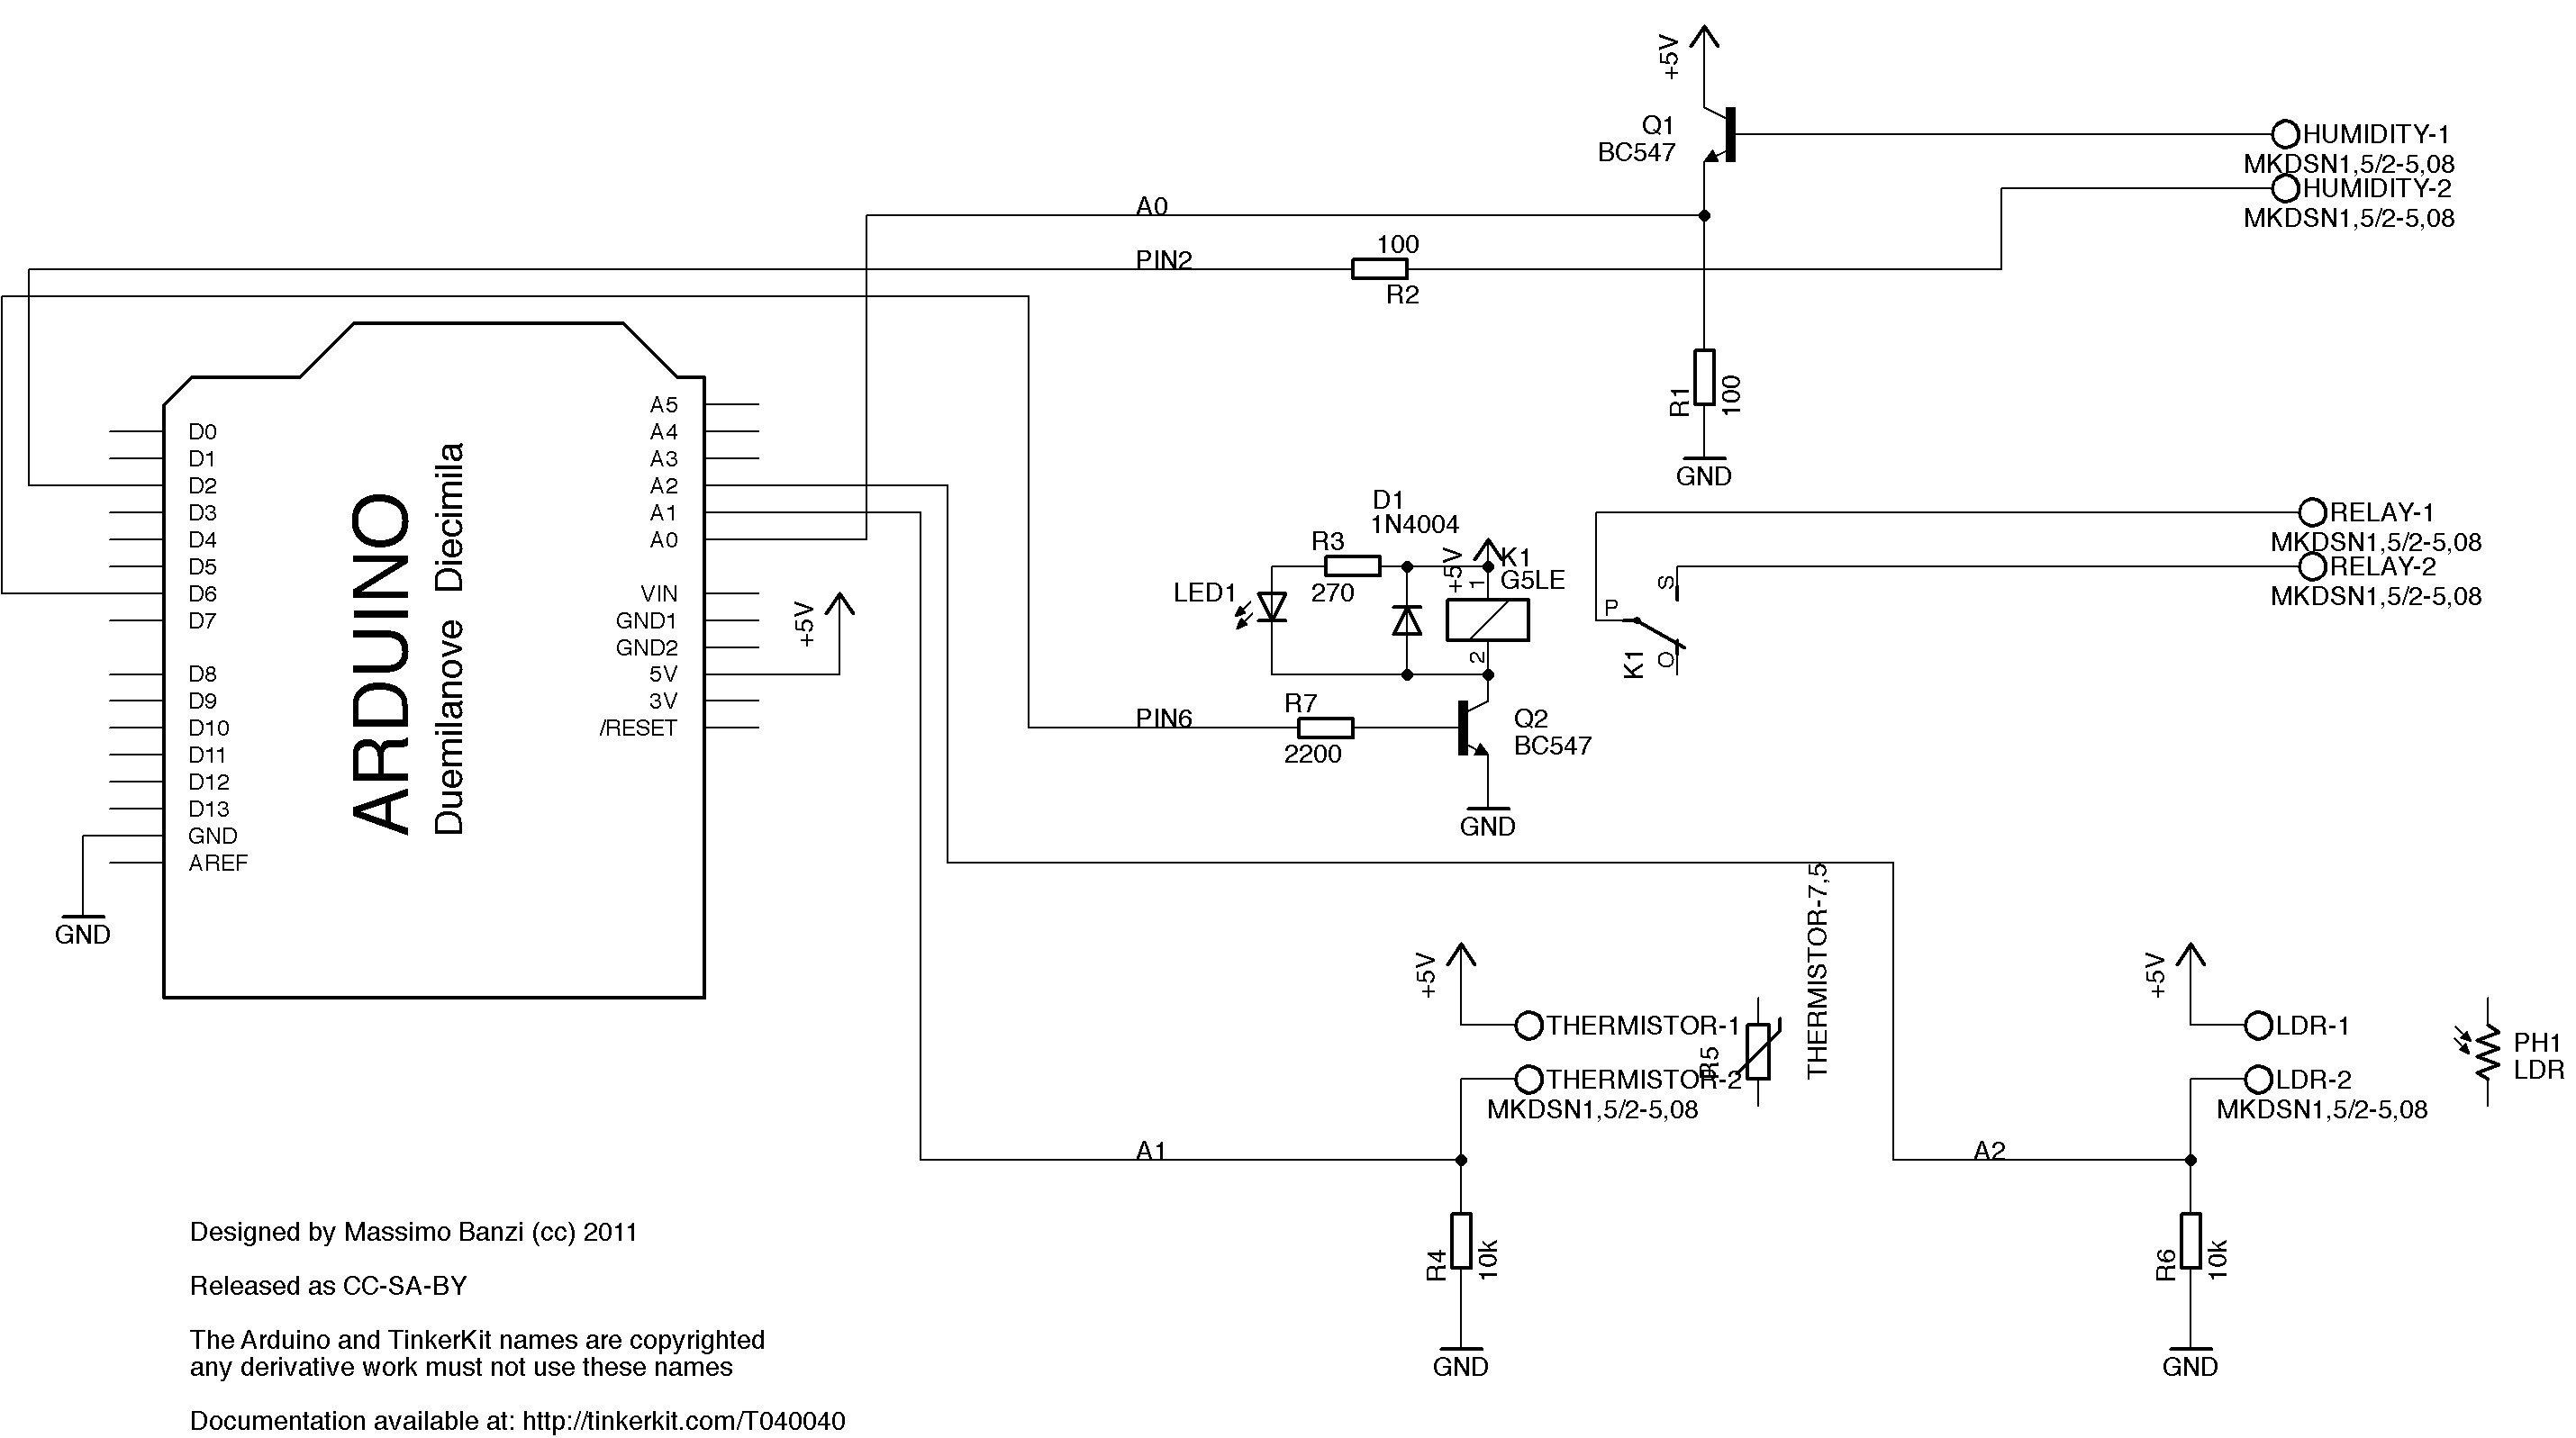 +5V
Q1
BC547
HUMIDITY-1
MKDSN1,5/2-5,08
HUMIDITY-2
MKDSN1,5/2-5,08
A0
PIN2
100
R2
R1
100
GND
ARDUINO
Duemilanove Diecimila
D0
D1
D2
D3
D4
D5
D6
D7
D8
D9
D10
D11
D12
D13
GND
AREF
A5
A4
A3
A2
A1
A0
VIN
GND1
GND2
5V
3V
/RESET
+5V
GND
D1
1N4004
R3
270
LED1
+5V
K1
G5LE
1
2
R7
2200
PIN6
Q2
BC547
GND
RELAY-1
MKDSN1,5/2-5,08
RELAY-2
MKDSN1,5/2-5,08
P
S
O
K1
+5V
THERMISTOR-1
THERMISTOR-2
MKDSN1,5/2-5,08
R5
THERMISTOR-7,5
A1
R4
10k
GND
+5V
LDR-1
LDR-2
MKDSN1,5/2-5,08
PH1
LDR
A2
R6
10k
GND
Designed by Massimo Banzi (cc) 2011
Released as CC-SA-BY
The Arduino and TinkerKit names are copyrighted
any derivative work must not use these names
Documentation available at: http://tinkerkit.com/T040040